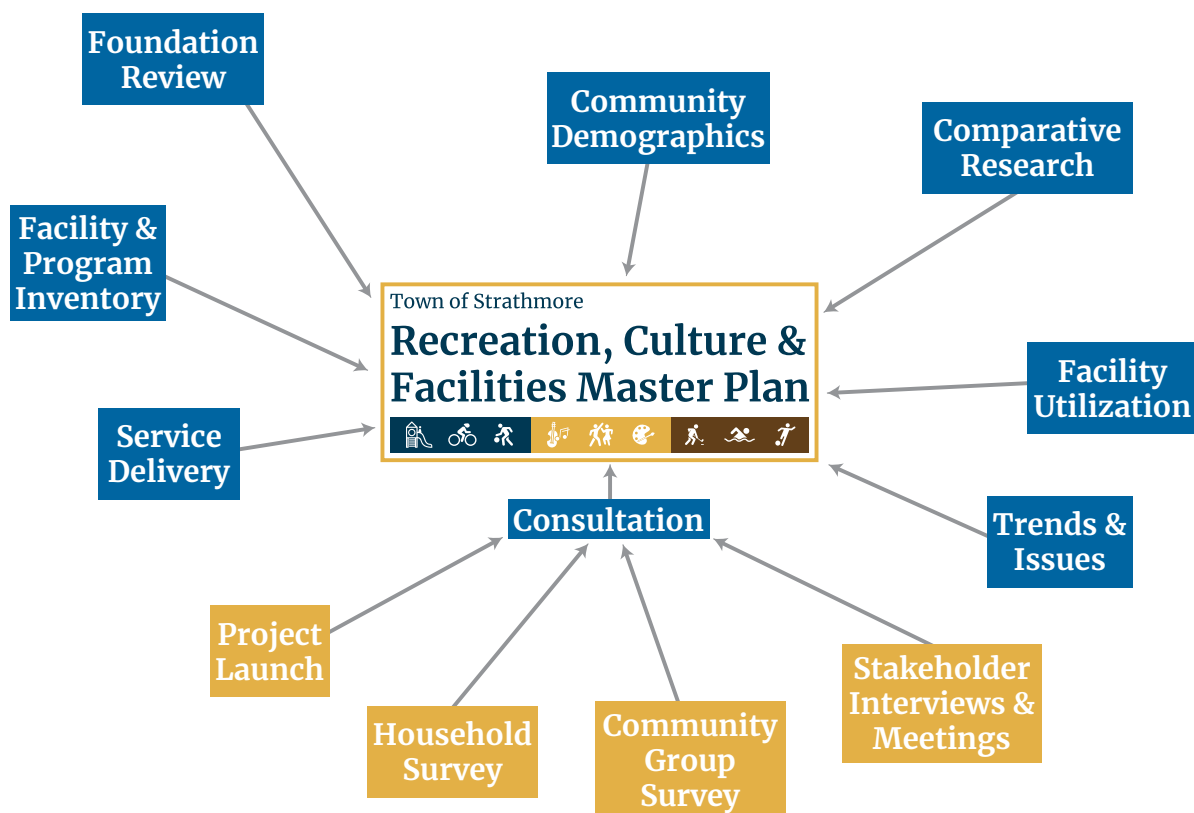 Foundation
Review
Community
Demographics
Comparative
Research
Facility &
Program
Inventory
Town of Strathmore
Recreation, Culture &
Facilities Master Plan
Facility
Utilization
Service
Delivery
Consultation
Trends &
Issues
Project
Launch
Household
Survey
Community
Group
Survey
Stakeholder
Interviews &
Meetings